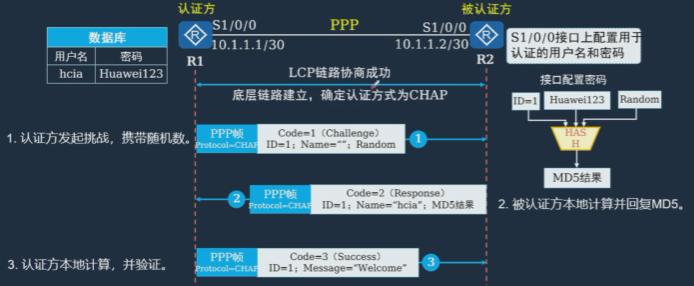 认证方
被认证方
数据库
用户名 密码
hcia Huawei123
R
S1/0/0
PPP
R
10.1.1.1/30
10.1.1.2/30
R1
R2
S1/0/0接口上配置用于
认证的用户名和密码
LCP链路协商成功
底层链路建立，确定认证方式为CHAP
接口配置密码
ID=1 Huawei123 Random
HAS
H
MD5结果
1. 认证方发起挑战，携带随机数。
PPP帧
Protocol=CHAP
Code=1（Challenge）
ID=1；Name=“”；Random
1
2
PPP帧
Protocol=CHAP
Code=2（Response）
ID=1；Name=“hcia”；MD5结果
2. 被认证方本地计算并回复MD5。
3. 认证方本地计算，并验证。
PPP帧
Protocol=CHAP
Code=3（Success）
ID=1；Message=“Welcome”
3